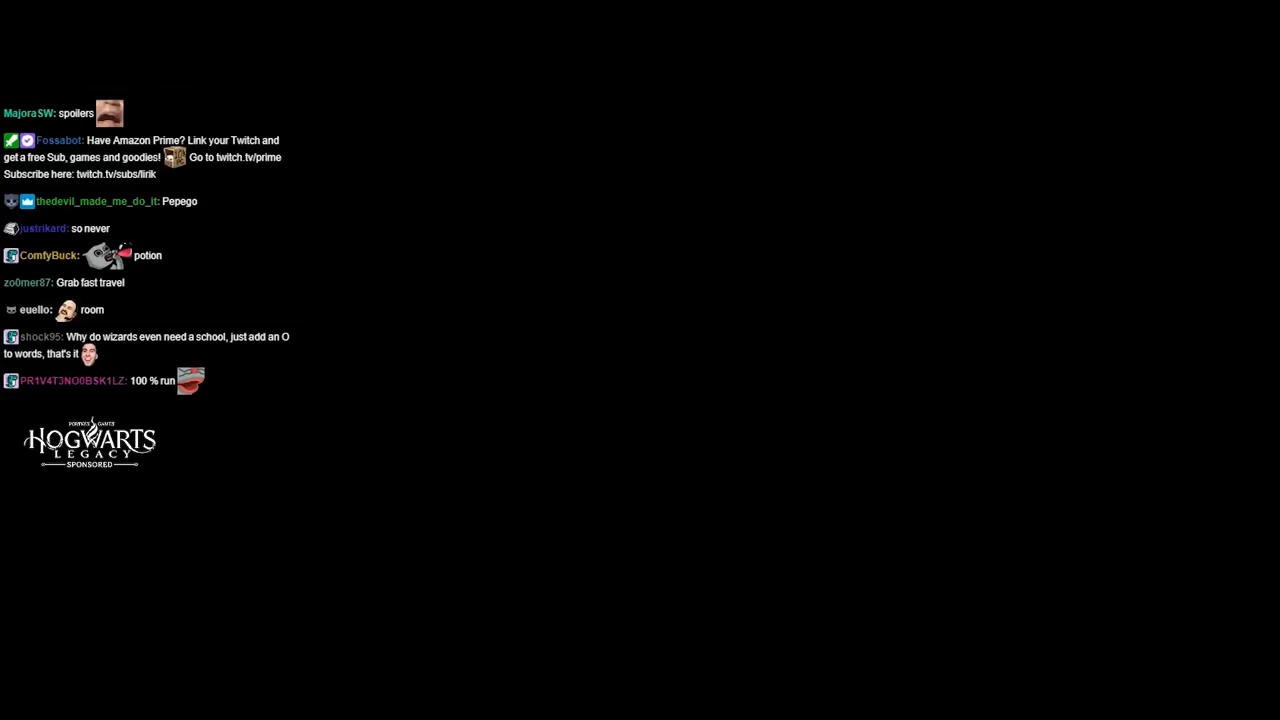 MajoraSW: spoilers
Fossabot: Have Amazon Prime? Link your Twitch and
get a free Sub, games and goodies! Go to twitch.tv/prime
Subscribe here: twitch.tv/subs/lirik
thedevil_made_me_do_it: Pepego
justrikard: so never
ComfyBuck: potion
zo0mer87: Grab fast travel
euello: room
shock95: Why do wizards even need a school, just add an O
to words, that's it
PR1V4T3NO0BSK1LZ: 100 % run
PORTKEY GAMES
HOGWARTS
LEGACY
SPONSORED